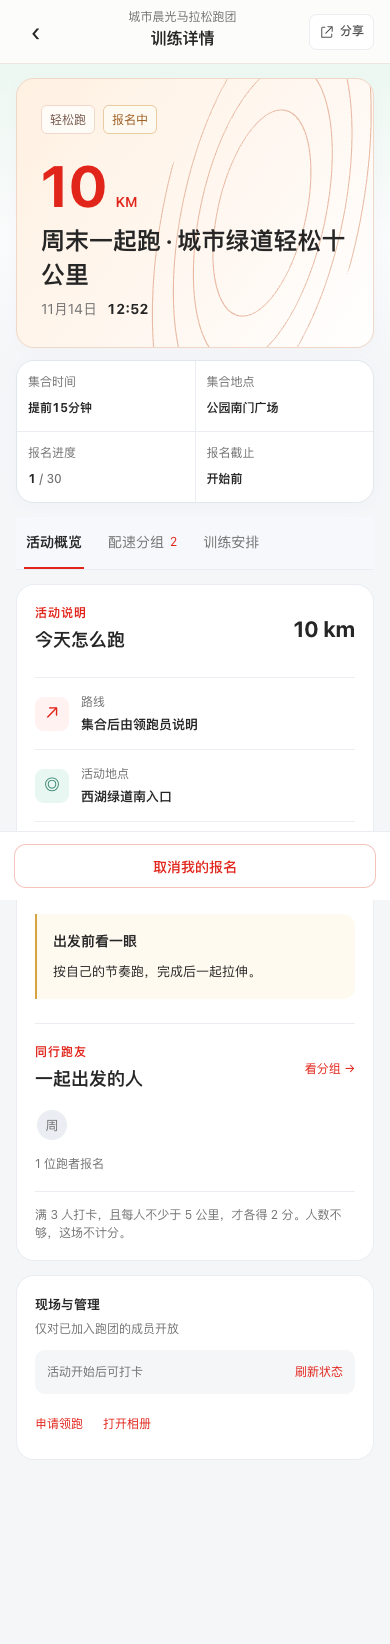 城市晨光马拉松跑团
训练详情
分享
轻松跑
报名中
10 KM
周末一起跑 · 城市绿道轻松十
公里
11月14日 12:52
集合时间
提前15分钟
集合地点
公园南门广场
报名进度
1 / 30
报名截止
开始前
活动概览
配速分组 2
训练安排
活动说明
今天怎么跑
10 km
路线
集合后由领跑员说明
活动地点
西湖绿道南入口
取消我的报名
出发前看一眼
按自己的节奏跑，完成后一起拉伸。
同行跑友
一起出发的人
看分组 →
周
1 位跑者报名
满 3 人打卡，且每人不少于 5 公里，才各得 2 分。人数不
够，这场不计分。
现场与管理
仅对已加入跑团的成员开放
活动开始后可打卡
刷新状态
申请领跑
打开相册